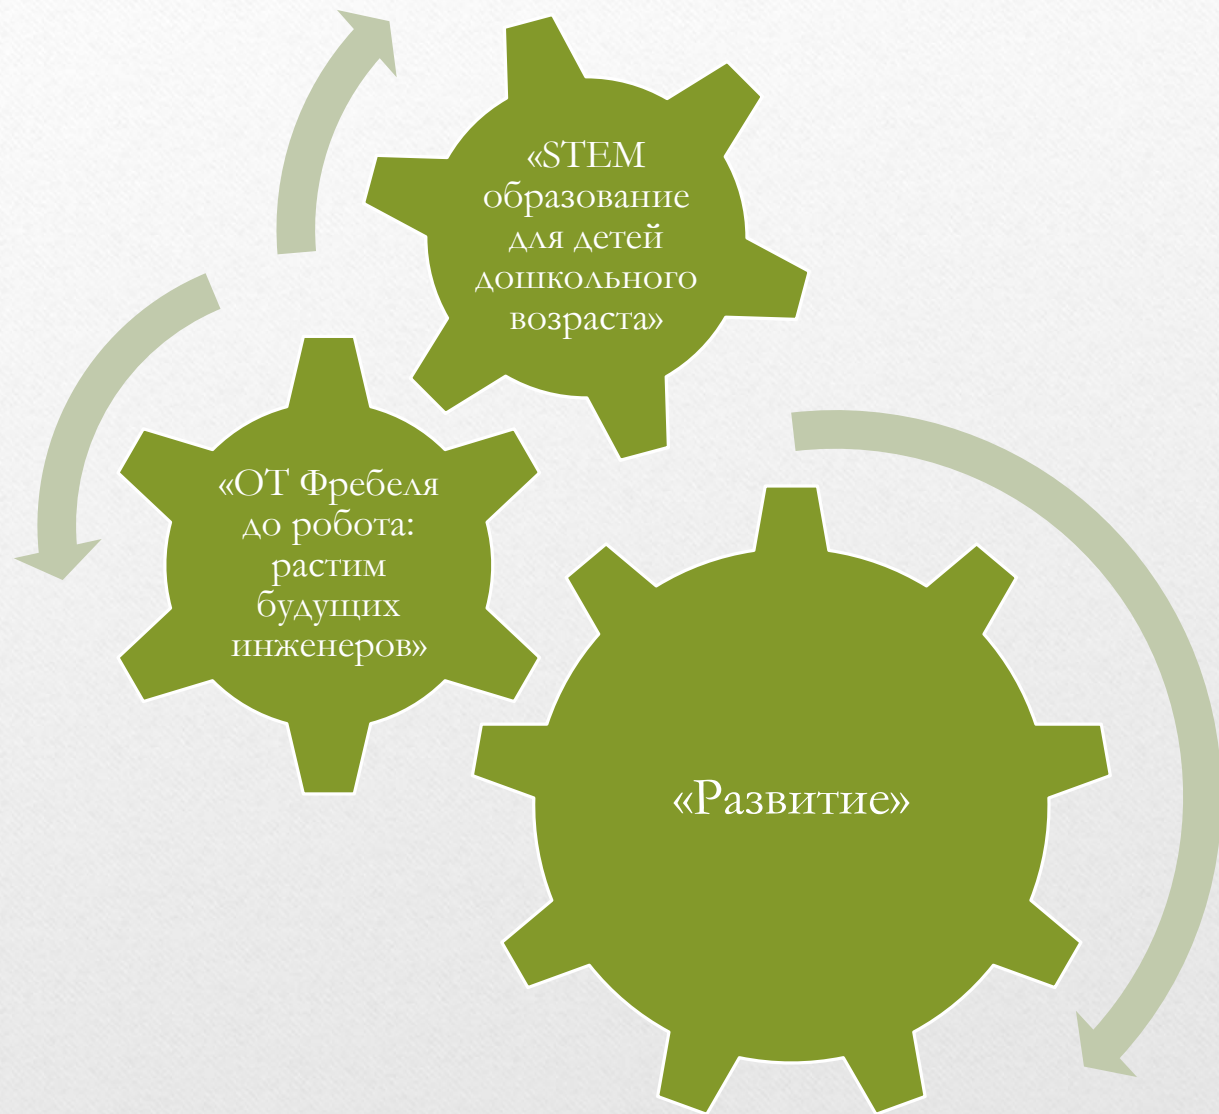 «STEM
образование
для детей
дошкольного
возраста»
«ОТ Фребеля
до робота:
растим
будущих
инженеров»
«Развитие»